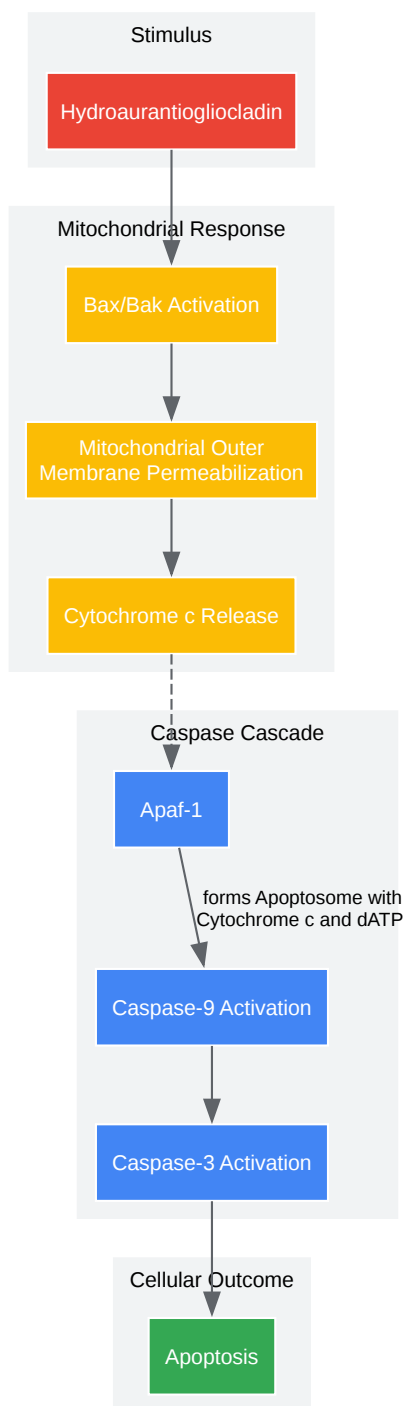 Stimulus
Hydroaurantiogliocladin
Mitochondrial Response
Bax/Bak Activation
Mitochondrial Outer
Membrane Permeabilization
Cytochrome c Release
Caspase Cascade
Apaf-1
forms Apoptosome with
Cytochrome c and dATP
Caspase-9 Activation
Caspase-3 Activation
Cellular Outcome
Apoptosis